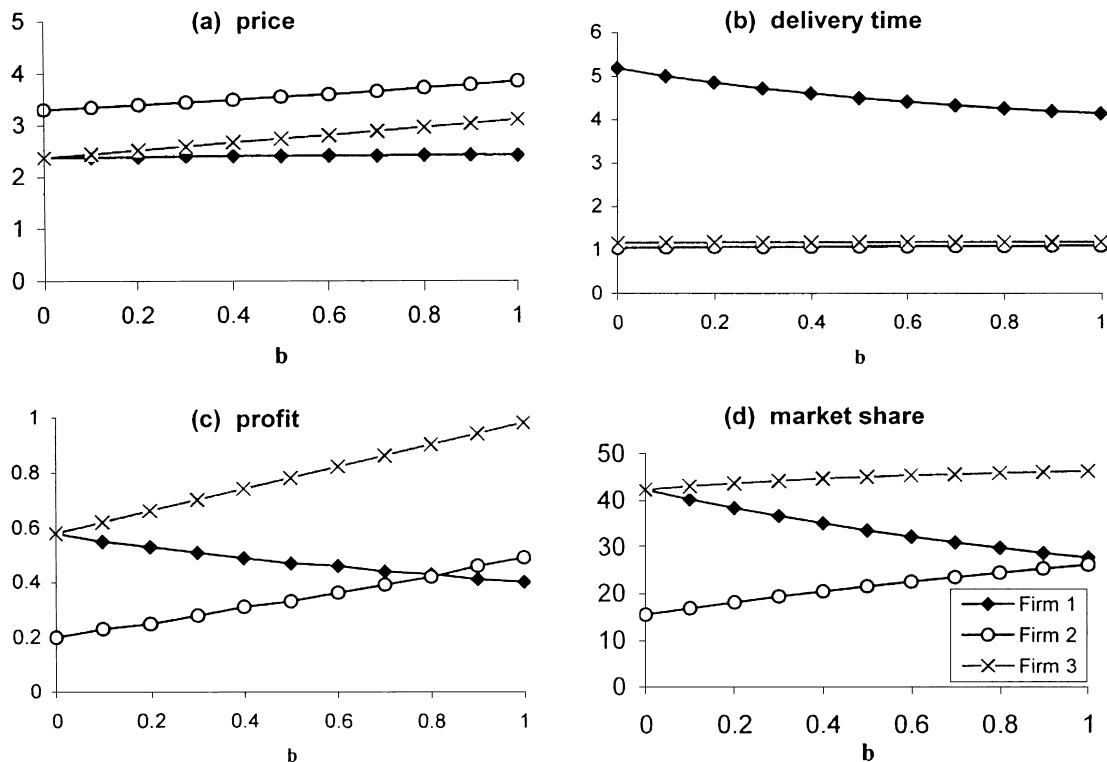 (a) price
5
4
3
2
1
0
0 0.2 0.4 0.6 0.8 1
b
(b) delivery time
6
5
4
3
2
1
0
0 0.2 0.4 0.6 0.8 1
b
(c) profit
1
0.8
0.6
0.4
0.2
0
0 0.2 0.4 0.6 0.8 1
b
(d) market share
50
40
30
20
10
0
Firm 1
Firm 2
Firm 3
0 0.2 0.4 0.6 0.8 1
b